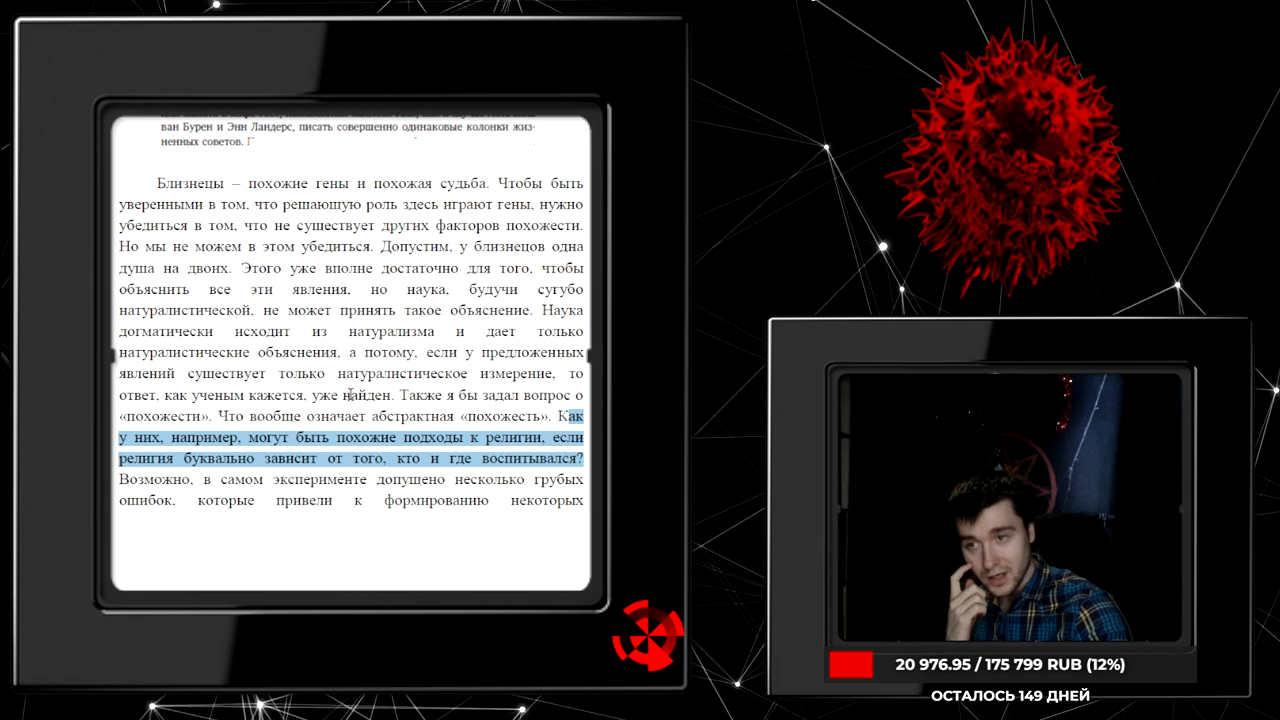 ван Бурен и Энн Ландерс, писать совершенно одинаковые колонки жиз-
ненных советов.
Близнецы – похожие гены и похожая судьба. Чтобы быть
уверенными в том, что решающую роль здесь играют гены, нужно
убедиться в том, что не существует других факторов похожести.
Но мы не можем в этом убедиться. Допустим, у близнецов одна
душа на двоих. Этого уже вполне достаточно для того, чтобы
объяснить все эти явления, но наука, будучи сугубо
натуралистической, не может принять такое объяснение. Наука
догматически исходит из натурализма и дает только
натуралистические объяснения, а потому, если у предложенных
явлений существует только натуралистическое измерение, то
ответ, как ученым кажется, уже найден. Также я бы задал вопрос о
«похожести». Что вообще означает абстрактная «похожесть». Как
у них, например, могут быть похожие подходы к религии, если
религия буквально зависит от того, кто и где воспитывался?
Возможно, в самом эксперименте допущено несколько грубых
ошибок, которые привели к формированию некоторых
20 976.95 / 175 799 RUB (12%)
ОСТАЛОСЬ 149 ДНЕЙ